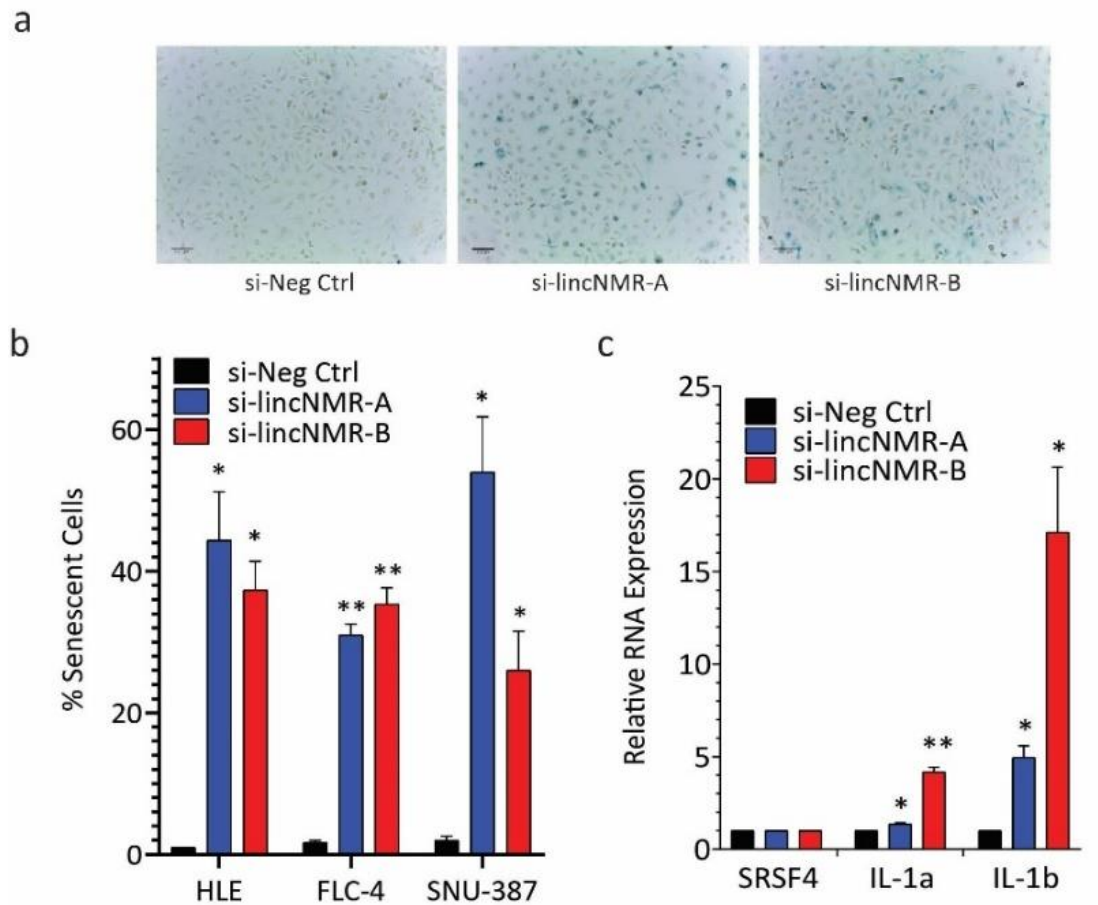 a
si-Neg Ctrl
si-lincNMR-A
si-lincNMR-B
b
si-Neg Ctrl
si-lincNMR-A
si-lincNMR-B
% Senescent Cells
60
40
20
0
*
*
**
**
*
*
HLE
FLC-4
SNU-387
c
si-Neg Ctrl
si-lincNMR-A
si-lincNMR-B
Relative RNA Expression
25
20
15
10
5
0
*
**
*
*
SRSF4
IL-1a
IL-1b